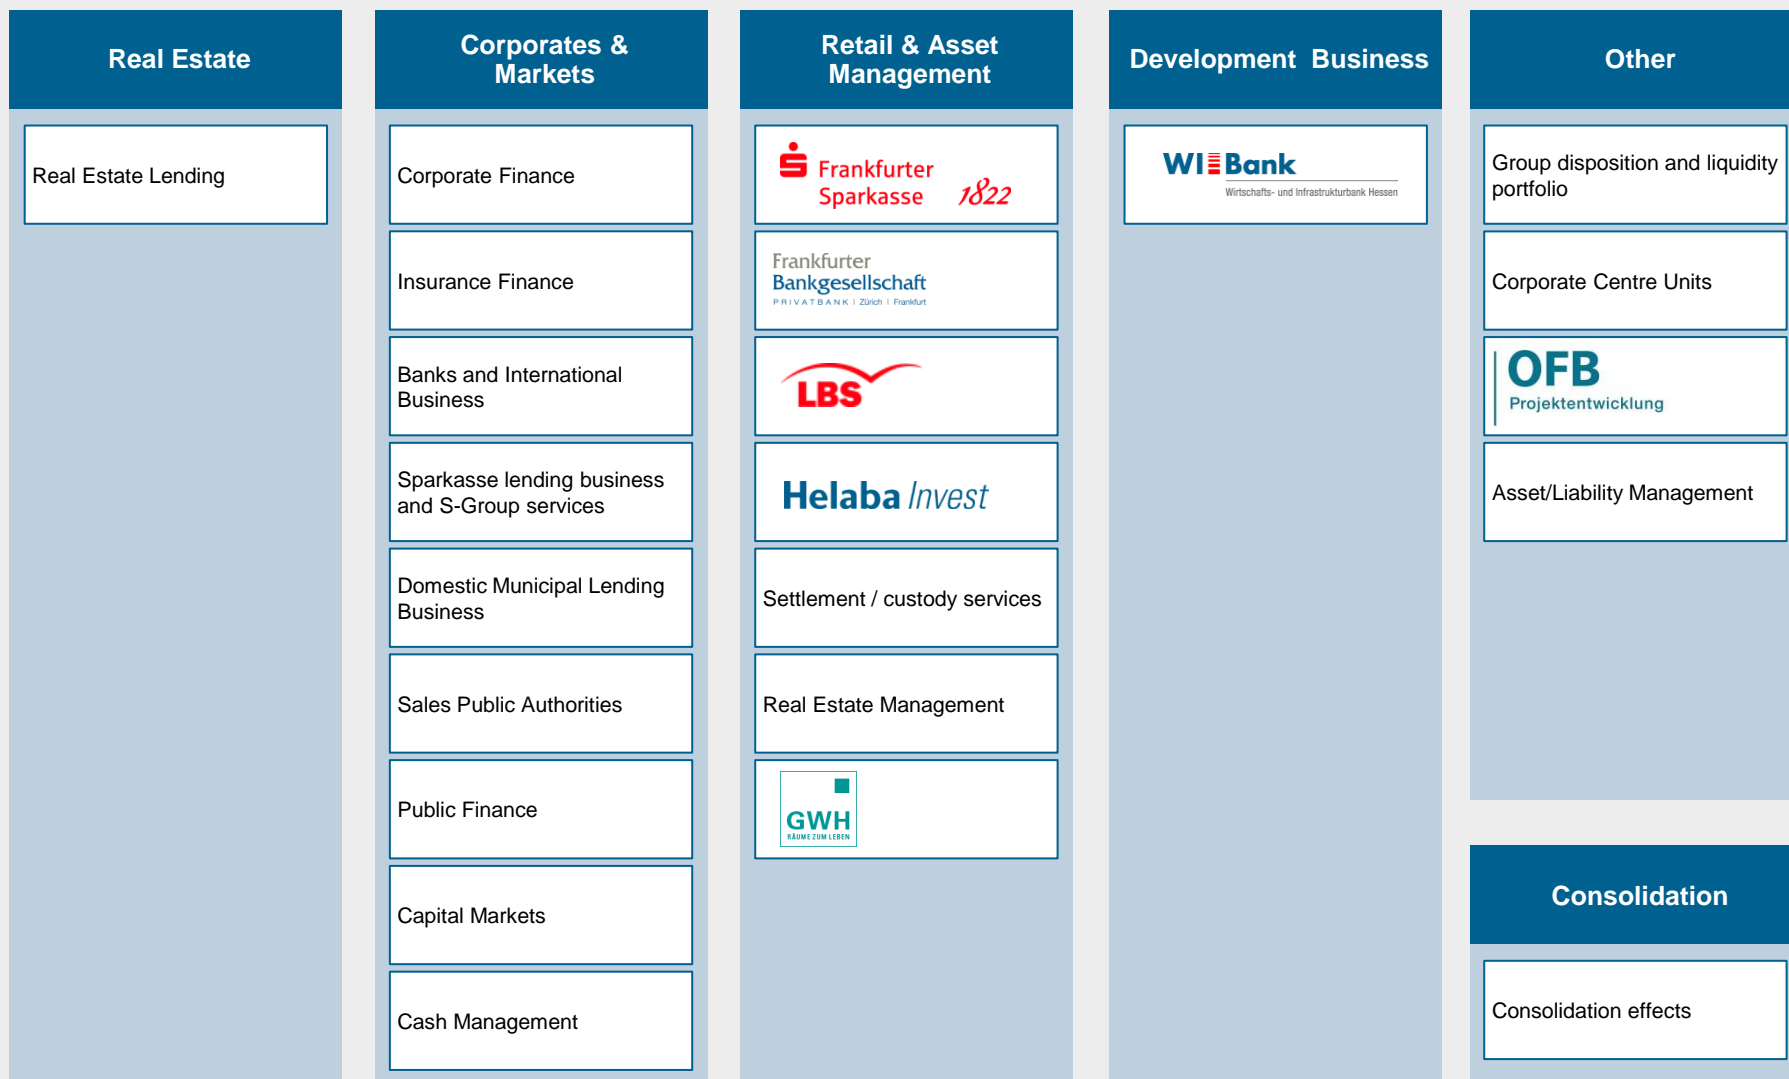 Real Estate
Real Estate Lending
Corporates &
Markets
Corporate Finance
Insurance Finance
Banks and International
Business
Sparkasse lending business
and S-Group services
Domestic Municipal Lending
Business
Sales Public Authorities
Public Finance
Capital Markets
Cash Management
Retail & Asset
Management
Frankfurter
Sparkasse 1822
Frankfurter
Bankgesellschaft
PRIVATBANK | Zürich | Frankfurt
LBS
Helaba Invest
Settlement / custody services
Real Estate Management
GWH
RÄUME ZUM LEBEN
Development Business
WIBank
Wirtschafts- und Infrastrukturbank Hessen
Other
Group disposition and liquidity
portfolio
Corporate Centre Units
OFB
Projektentwicklung
Asset/Liability Management
Consolidation
Consolidation effects